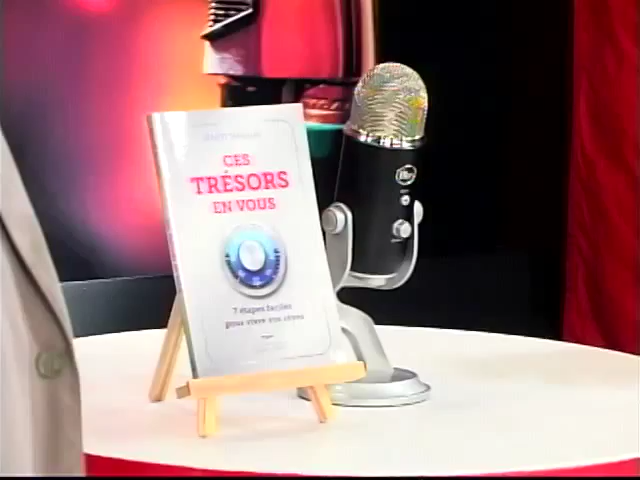 CES
TRÉSORS
EN VOUS
7 étapes faciles
pour vivre vos rêves